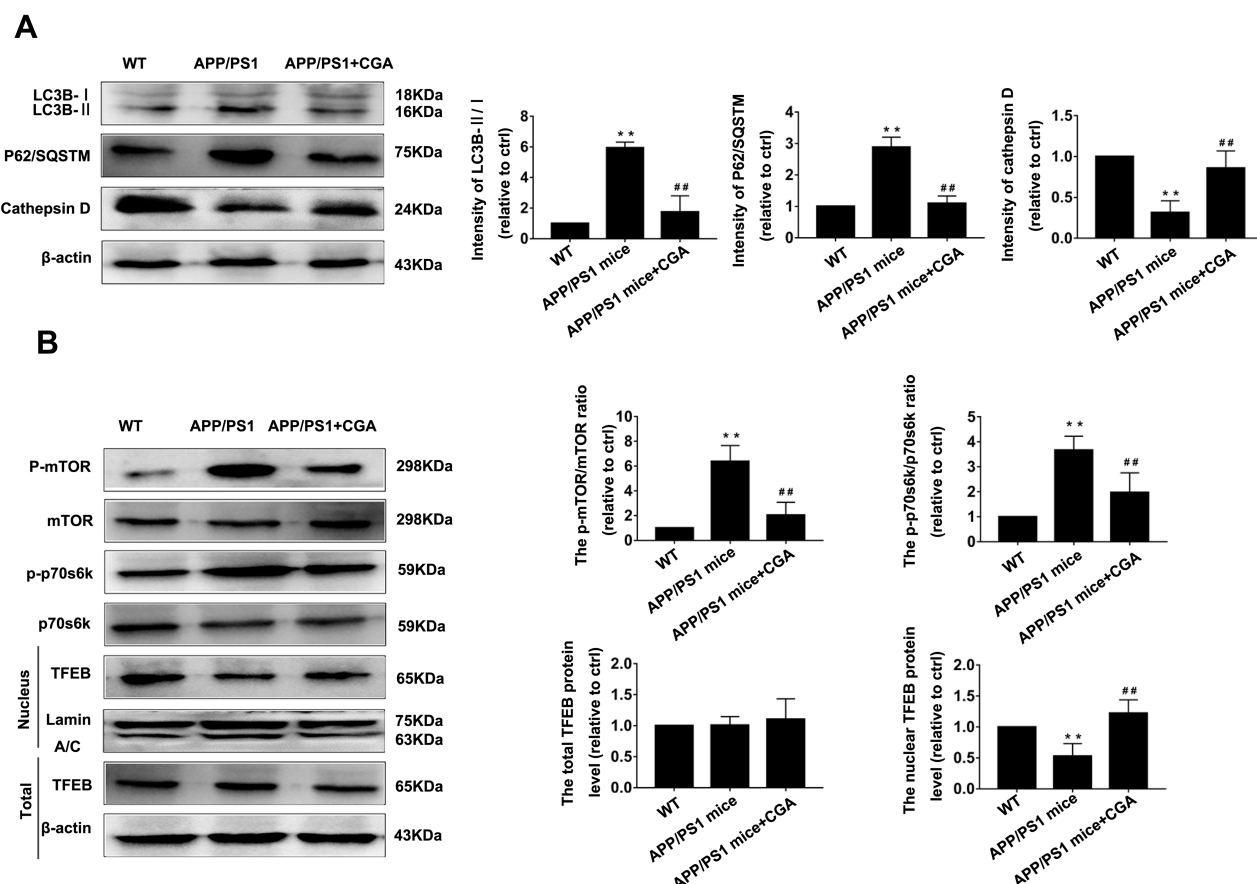 A
WT APP/PS1 APP/PS1+CGA
LC3B-Ⅰ 18KDa
LC3B-Ⅱ 16KDa
P62/SQSTM 75KDa
Cathepsin D 24KDa
β-actin 43KDa
Intensity of LC3B-Ⅱ/Ⅰ
(relative to ctrl)
8
6
4
2
0
**
##
WT
APP/PS1 mice
APP/PS1 mice+CGA
Intensity of P62/SQSTM
(relative to ctrl)
4
3
2
1
0
**
##
WT
APP/PS1 mice
APP/PS1 mice+CGA
Intensity of cathepsin D
(relative to ctrl)
1.5
1.0
0.5
0.0
**
##
WT
APP/PS1 mice
APP/PS1 mice+CGA
B
WT APP/PS1 APP/PS1+CGA
P-mTOR 298KDa
mTOR 298KDa
p-p70s6k 59KDa
p70s6k 59KDa
Nucleus
TFEB 65KDa
Lamin 75KDa
A/C 63KDa
Total
TFEB 65KDa
β-actin 43KDa
The p-mTOR/mTOR ratio
(relative to ctrl)
10
8
6
4
2
0
**
##
WT
APP/PS1 mice
APP/PS1 mice+CGA
The p-p70s6k/p70s6k ratio
(relative to ctrl)
5
4
3
2
1
0
**
##
WT
APP/PS1 mice
APP/PS1 mice+CGA
The total TFEB protein
level (relative to ctrl)
2.0
1.5
1.0
0.5
0.0
WT
APP/PS1 mice
APP/PS1 mice+CGA
The nuclear TFEB protein
level (relative to ctrl)
2.0
1.5
1.0
0.5
0.0
**
##
WT
APP/PS1 mice
APP/PS1 mice+CGA